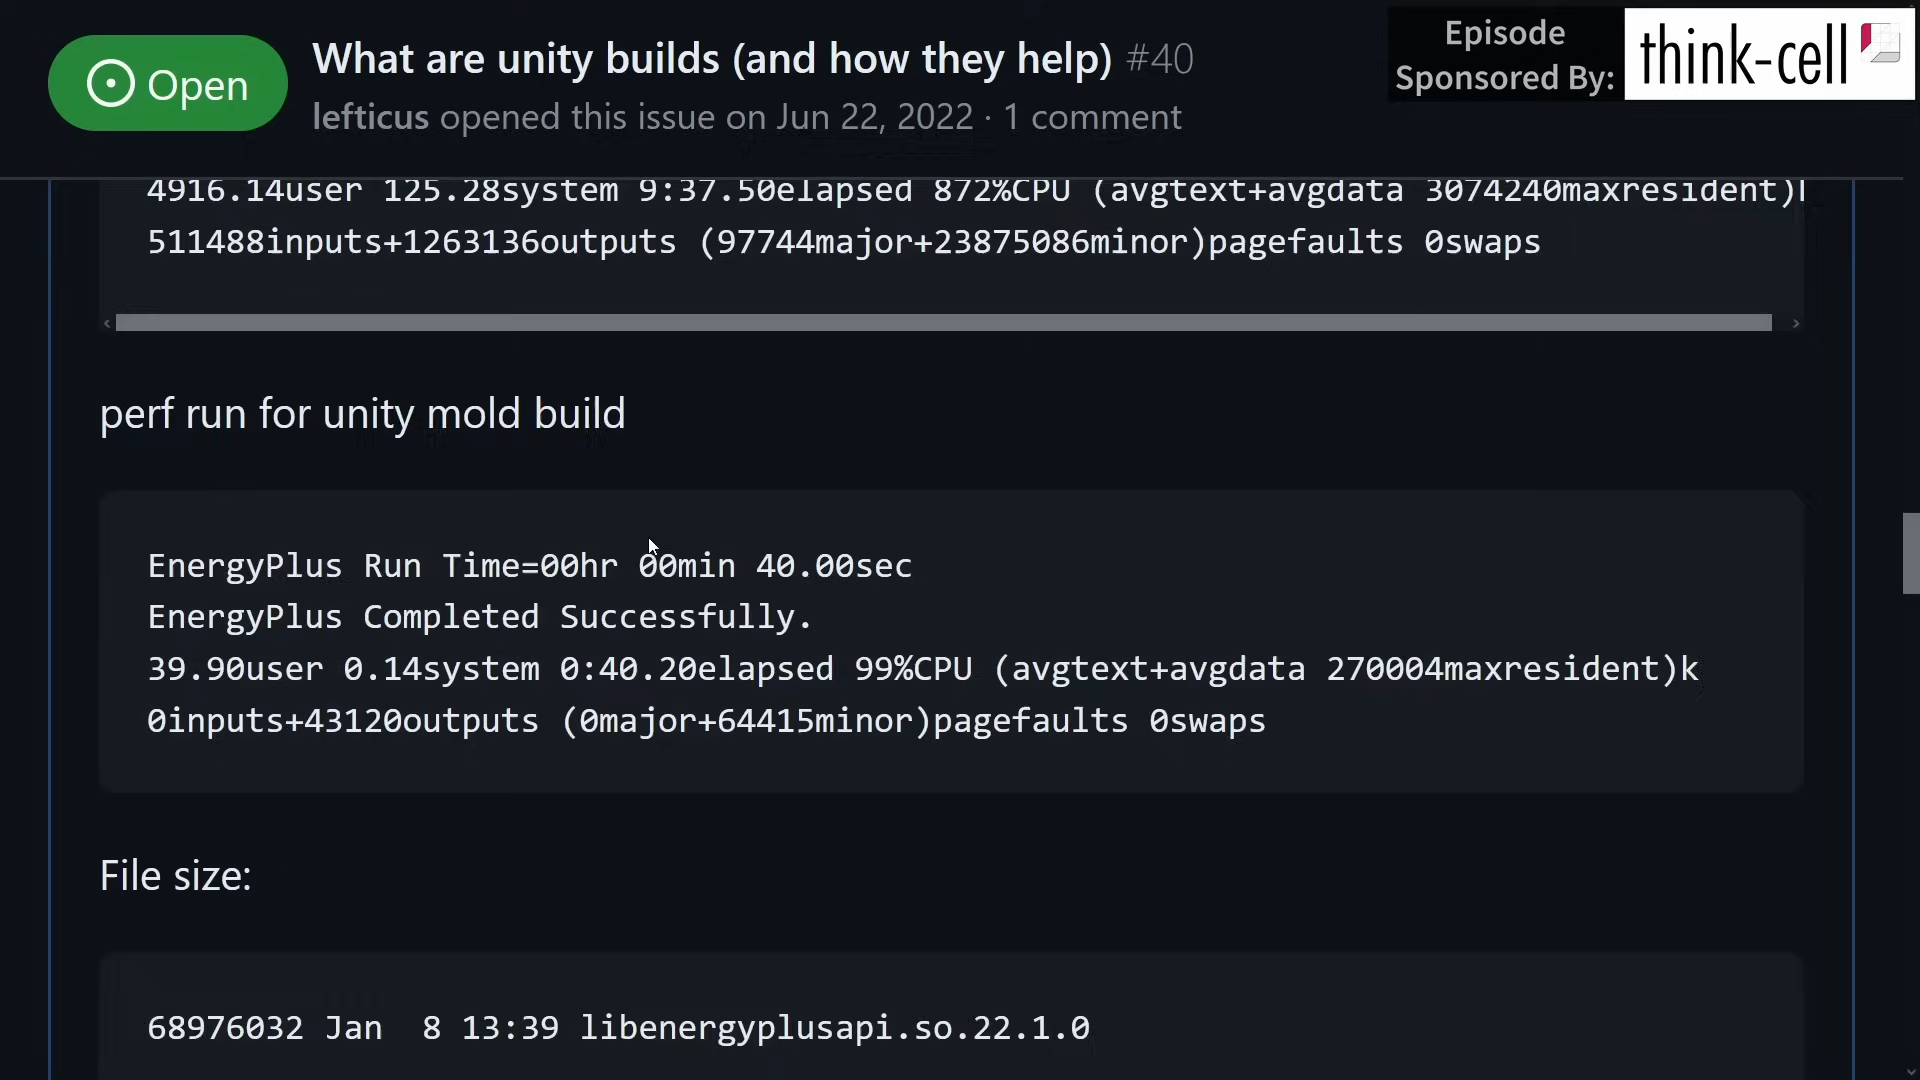 Open
What are unity builds (and how they help) #40
lefticus opened this issue on Jun 22, 2022 · 1 comment
Episode
Sponsored By:
think-cell
4916.14user 125.28system 9:37.50elapsed 872%CPU (avgtext+avgdata 3074240maxresident)
511488inputs+1263136outputs (97744major+23875086minor)pagefaults 0swaps
perf run for unity mold build
EnergyPlus Run Time=00hr 00min 40.00sec
EnergyPlus Completed Successfully.
39.90user 0.14system 0:40.20elapsed 99%CPU (avgtext+avgdata 270004maxresident)k
0inputs+43120outputs (0major+64415minor)pagefaults 0swaps
File size:
68976032 Jan  8 13:39 libenergyplusapi.so.22.1.0